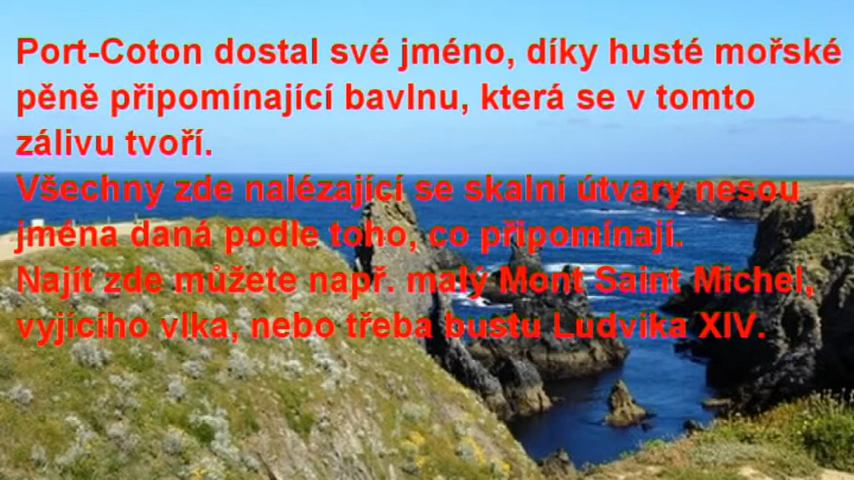 Port-Coton dostal své jméno, díky husté mořské
pěně připomínající bavlnu, která se v tomto
zálivu tvoří.
Všechny zde nalézající se skalní útvary nesou
jména daná podle toho, co připomínají.
Najít zde můžete např. malý Mont Saint Michel,
vyjícího vlka, nebo třeba bustu Ludvika XIV.